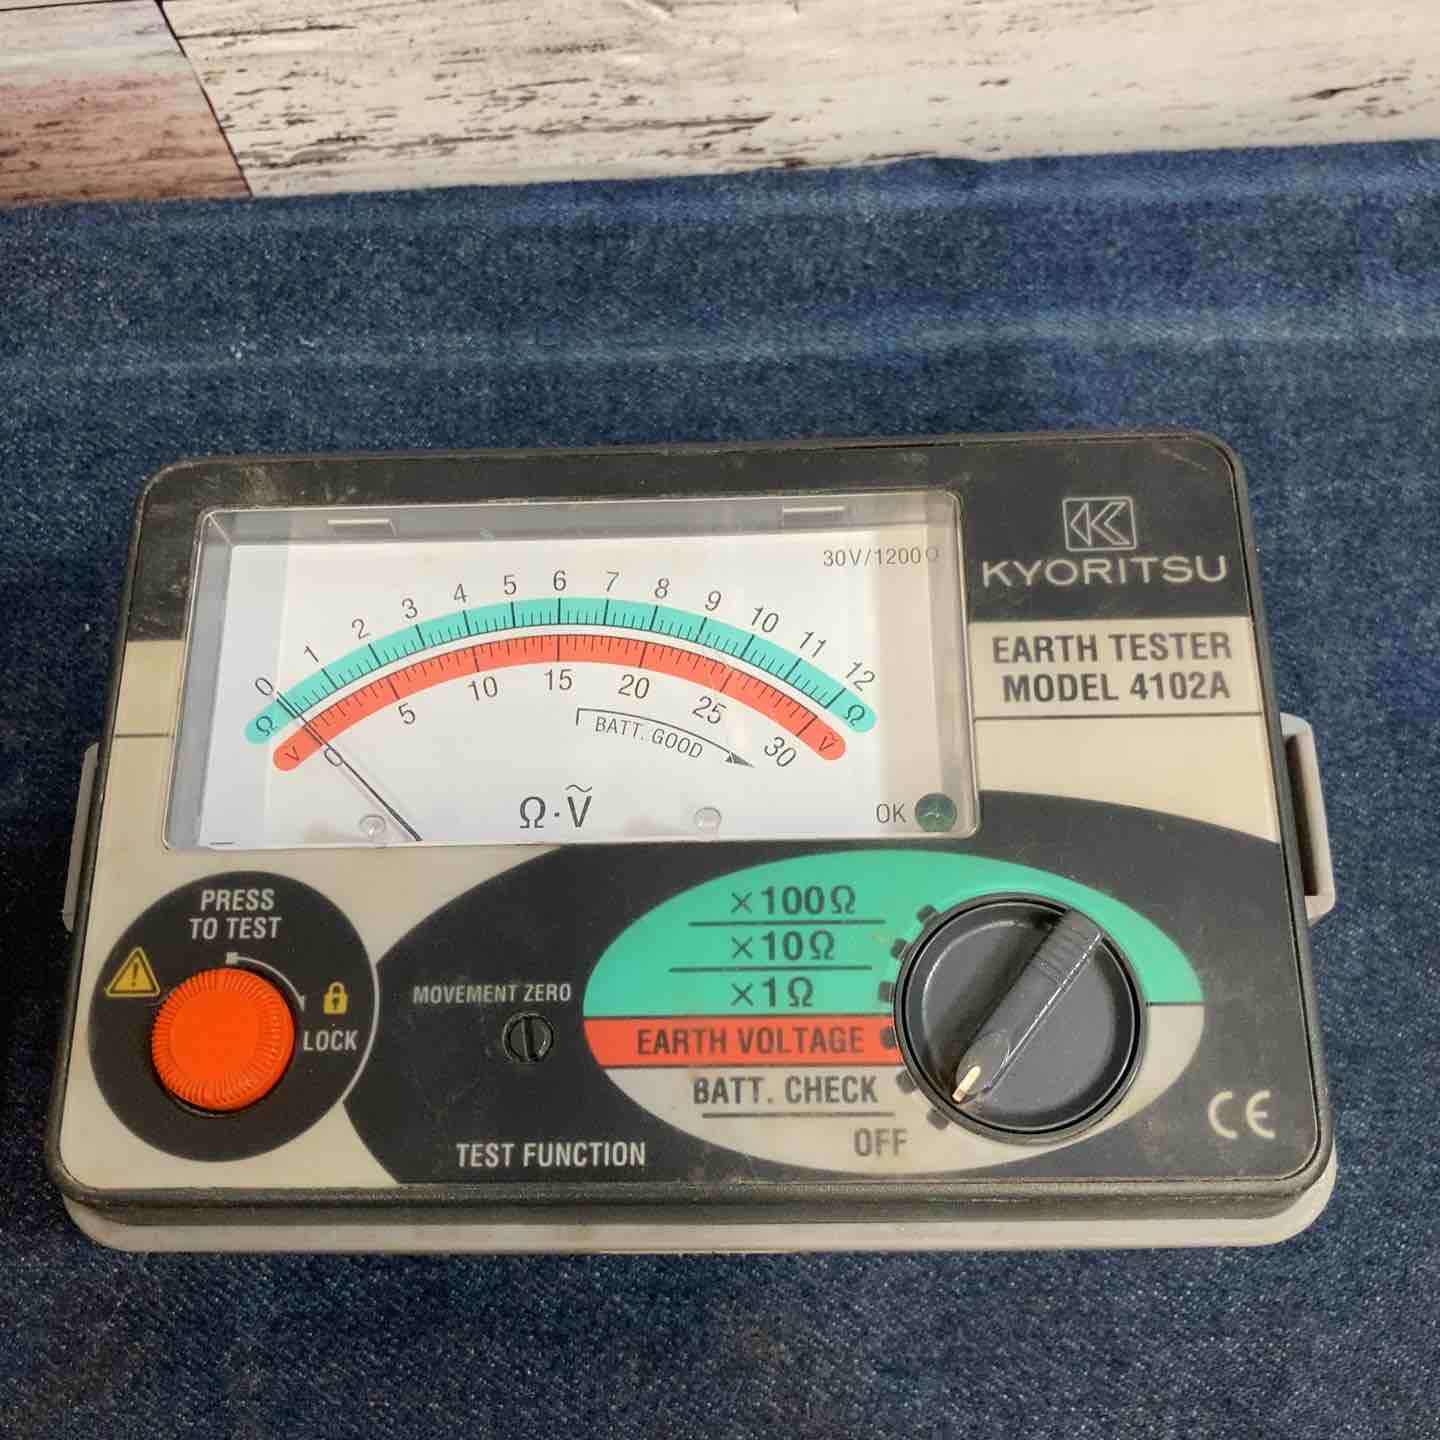 30V/1200Ω
KYORITSU
EARTH TESTER
MODEL 4102A
0 1 2 3 4 5 6 7 8 9 10 11 12
Ω Ω
V 0 5 10 15 20 25 30 Ṽ
BATT. GOOD
Ω·Ṽ
OK
PRESS
TO TEST
LOCK
MOVEMENT ZERO
×100Ω
×10Ω
×1Ω
EARTH VOLTAGE
BATT. CHECK
OFF
TEST FUNCTION
CE